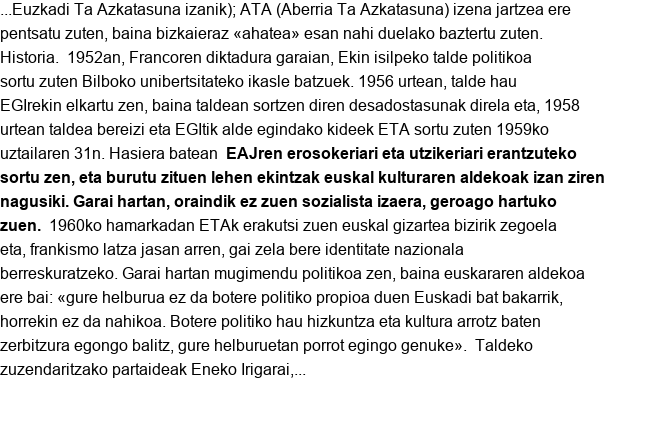 ...Euzkadi Ta Azkatasuna izanik); ATA (Aberria Ta Azkatasuna) izena jartzea ere
pentsatu zuten, baina bizkaieraz «ahatea» esan nahi duelako baztertu zuten.
Historia.  1952an, Francoren diktadura garaian, Ekin isilpeko talde politikoa
sortu zuten Bilboko unibertsitateko ikasle batzuek. 1956 urtean, talde hau
EGIrekin elkartu zen, baina taldean sortzen diren desadostasunak direla eta, 1958
urtean taldea bereizi eta EGItik alde egindako kideek ETA sortu zuten 1959ko
uztailaren 31n. Hasiera batean  EAJren erosokeriari eta utzikeriari erantzuteko
sortu zen, eta burutu zituen lehen ekintzak euskal kulturaren aldekoak izan ziren
nagusiki. Garai hartan, oraindik ez zuen sozialista izaera, geroago hartuko
zuen.  1960ko hamarkadan ETAk erakutsi zuen euskal gizartea bizirik zegoela
eta, frankismo latza jasan arren, gai zela bere identitate nazionala
berreskuratzeko. Garai hartan mugimendu politikoa zen, baina euskararen aldekoa
ere bai: «gure helburua ez da botere politiko propioa duen Euskadi bat bakarrik,
horrekin ez da nahikoa. Botere politiko hau hizkuntza eta kultura arrotz baten
zerbitzura egongo balitz, gure helburuetan porrot egingo genuke».  Taldeko
zuzendaritzako partaideak Eneko Irigarai,...